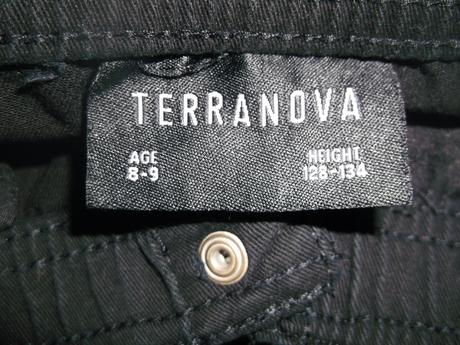 TERRANOVA
AGE HEIGHT
8-9 128-134